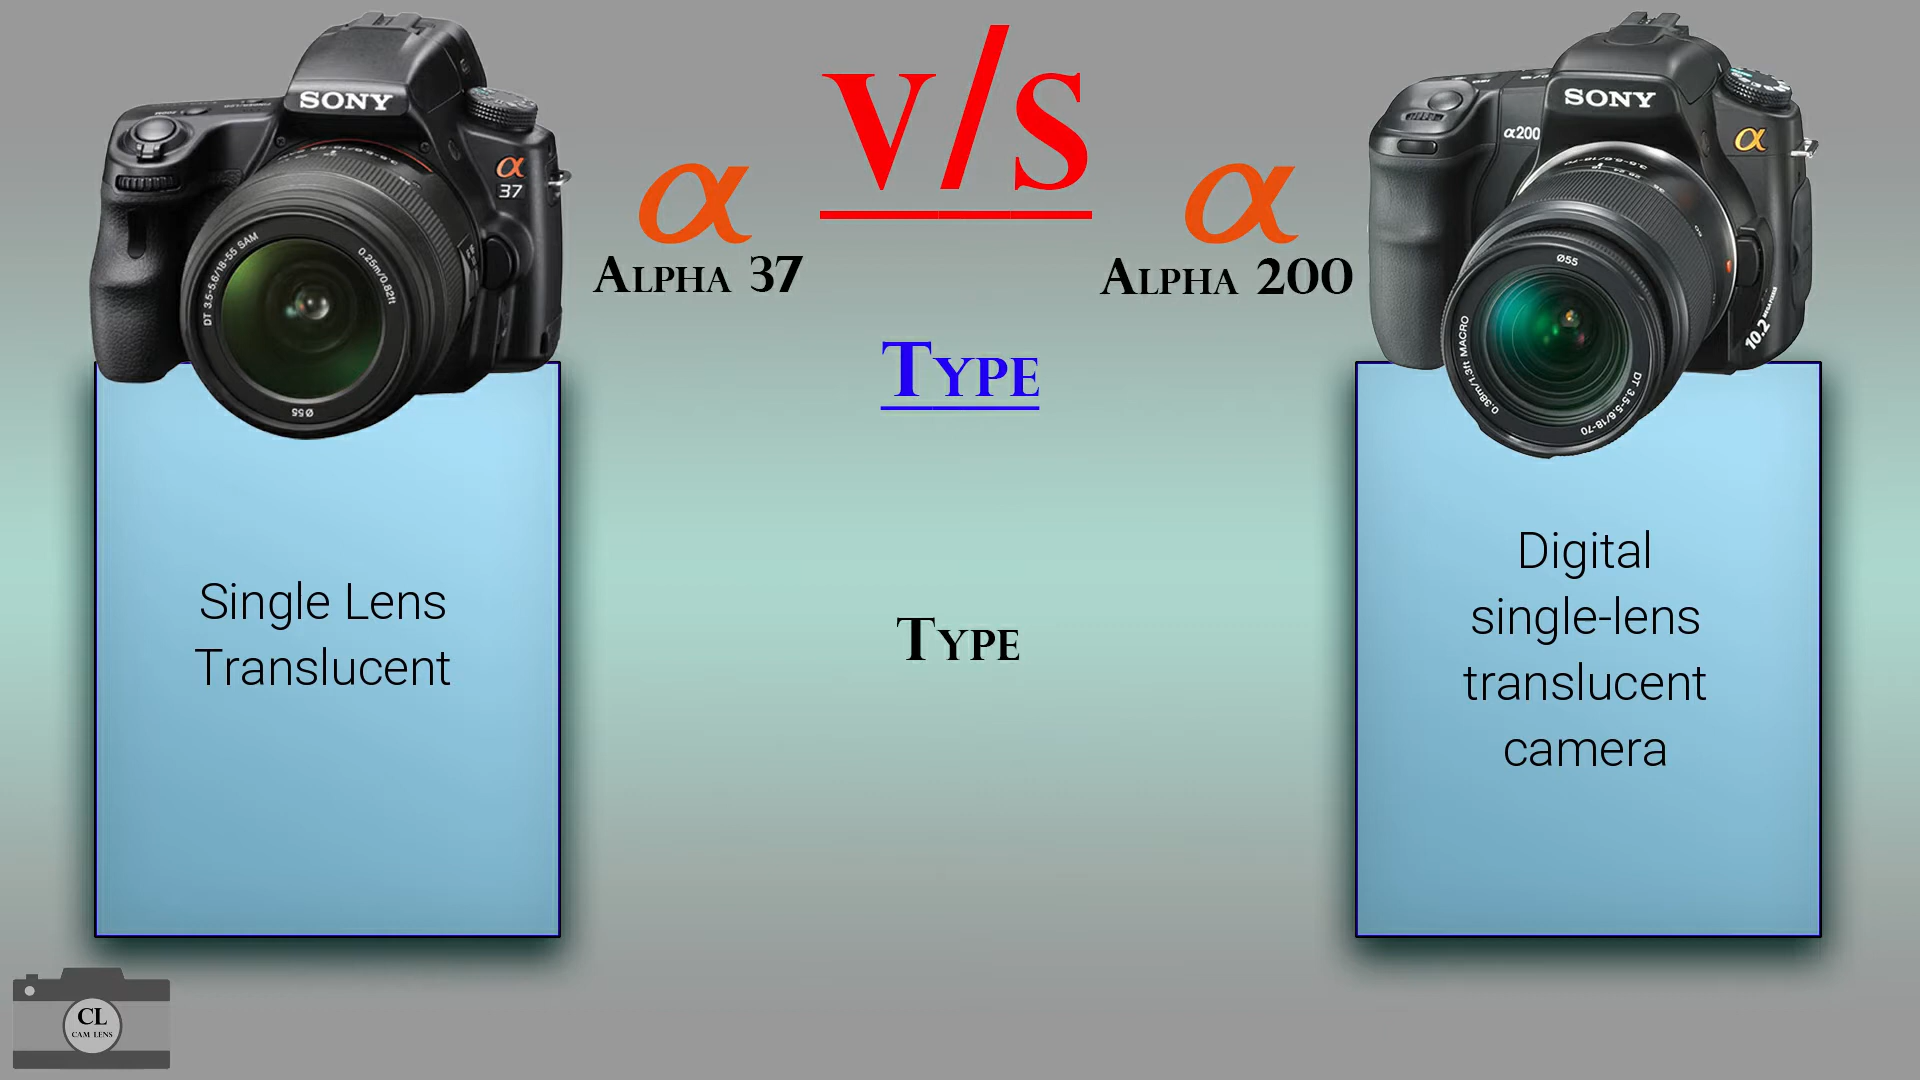 SONY
α
37
DT 3.5-5.6/18-55 SAM
0.25m/0.82ft
ø55
α
ALPHA 37
V/S
α
ALPHA 200
SONY
α200
α
ø55
0.38m/1.3ft MACRO
DT 3.5-5.6/18-70
10.2 MEGA PIXELS
TYPE
Single Lens
Translucent
TYPE
Digital
single-lens
translucent
camera
CL
CAM LENS